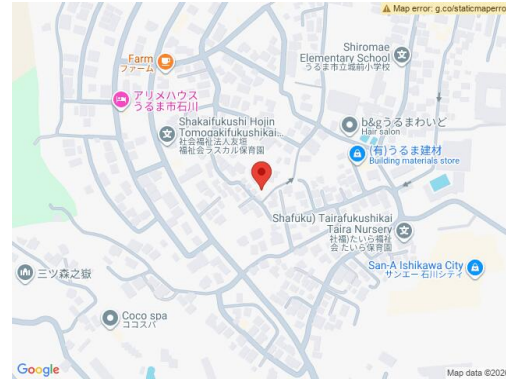 Map error: g.co/staticmaperro
Farm
ファーム
Shiromae
Elementary School
うるま市立城前小学校
アリメハウス
うるま市石川
Shakaifukushi Hojin
Tomogakifukushikai...
社会福祉法人友垣
福祉会ラスカル保育園
b&gうるまわいど
Hair salon
(有)うるま建材
Building materials store
Shafuku) Tairafukushikai
Taira Nursery
社福)たいら福祉
会 たいら保育園
San-A Ishikawa City
サンエー 石川シティ
三ツ森之嶽
Coco spa
ココスパ
Google
Map data ©202